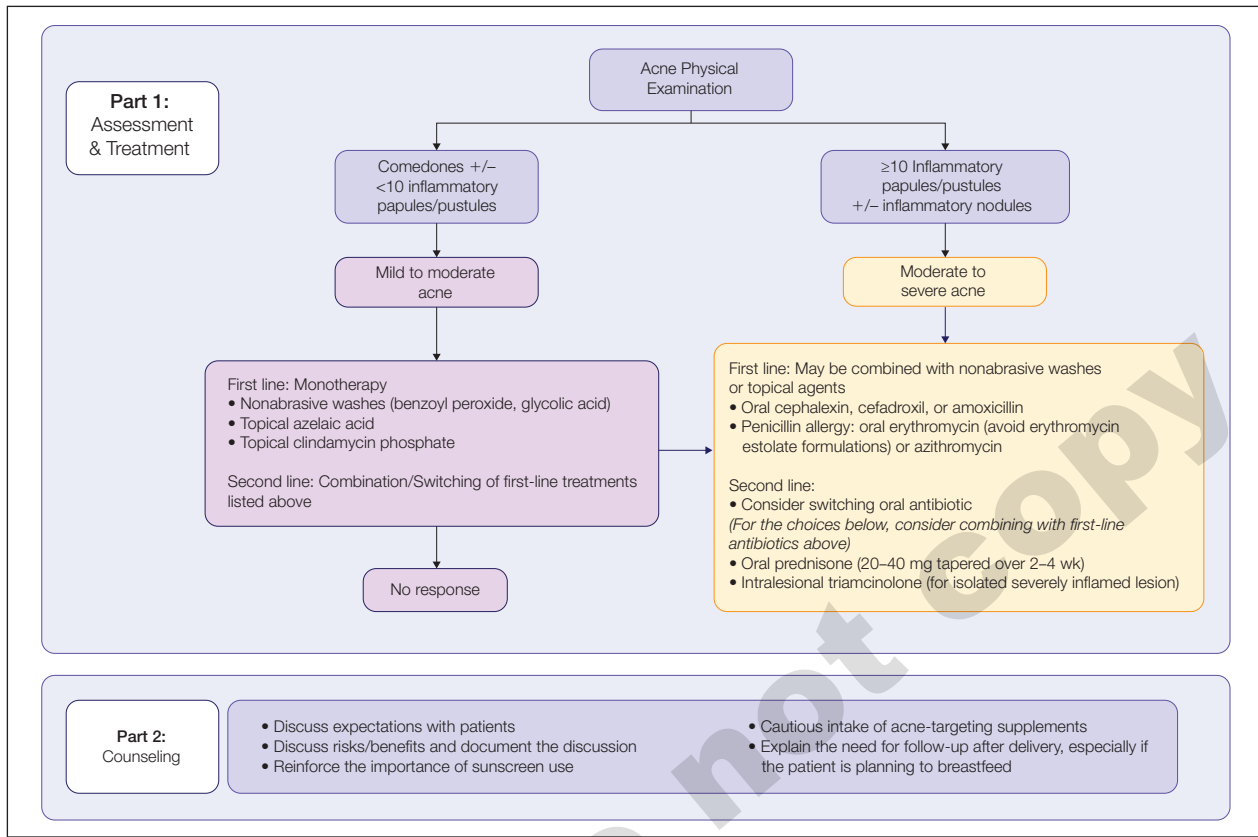 Part 1:
Assessment
& Treatment
Acne Physical
Examination
Comedones +/–
<10 inflammatory
papules/pustules
≥10 Inflammatory
papules/pustules
+/– inflammatory nodules
Mild to moderate
acne
Moderate to
severe acne
First line: Monotherapy
• Nonabrasive washes (benzoyl peroxide, glycolic acid)
• Topical azelaic acid
• Topical clindamycin phosphate
Second line: Combination/Switching of first-line treatments
listed above
First line: May be combined with nonabrasive washes
or topical agents
• Oral cephalexin, cefadroxil, or amoxicillin
• Penicillin allergy: oral erythromycin (avoid erythromycin
estolate formulations) or azithromycin
Second line:
• Consider switching oral antibiotic
(For the choices below, consider combining with first-line
antibiotics above)
• Oral prednisone (20–40 mg tapered over 2–4 wk)
• Intralesional triamcinolone (for isolated severely inflamed lesion)
No response
Part 2:
Counseling
• Discuss expectations with patients
• Discuss risks/benefits and document the discussion
• Reinforce the importance of sunscreen use
• Cautious intake of acne-targeting supplements
• Explain the need for follow-up after delivery, especially if
the patient is planning to breastfeed
not copy